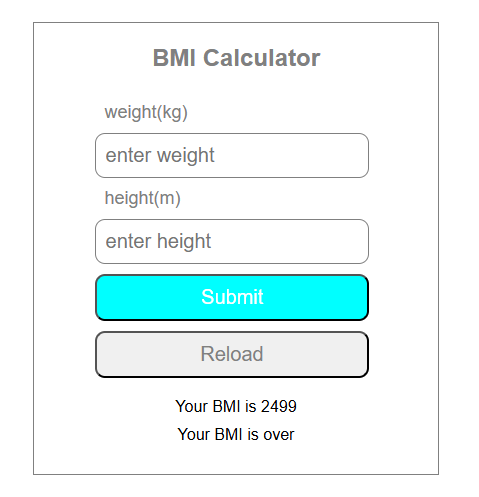 BMI Calculator
weight(kg)
enter weight
height(m)
enter height
Submit
Reload
Your BMI is 2499
Your BMI is over